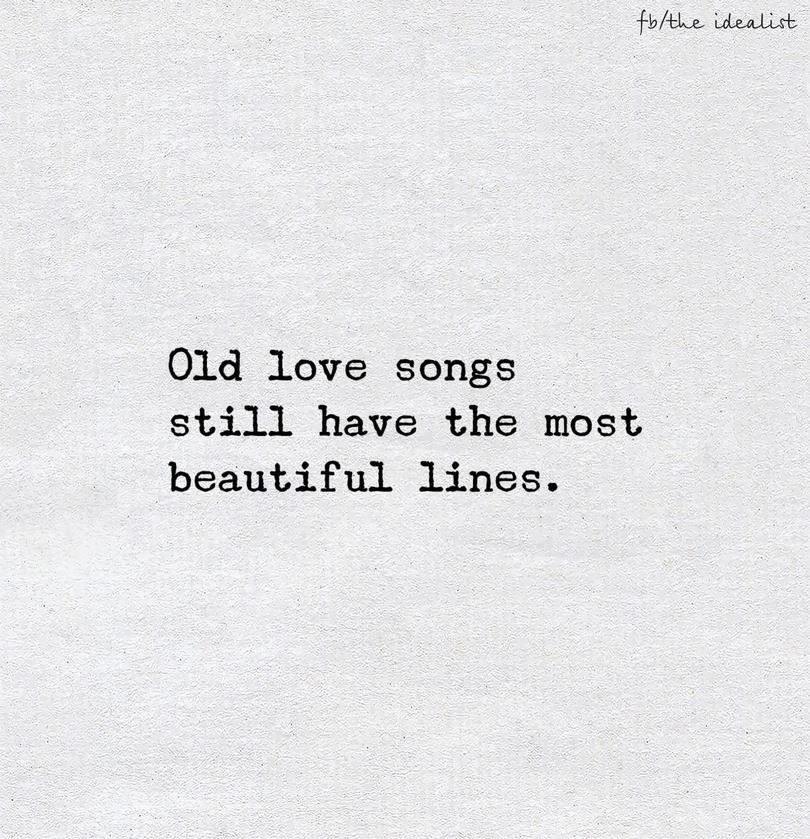 fb/the idealist
Old love songs
still have the most
beautiful lines.